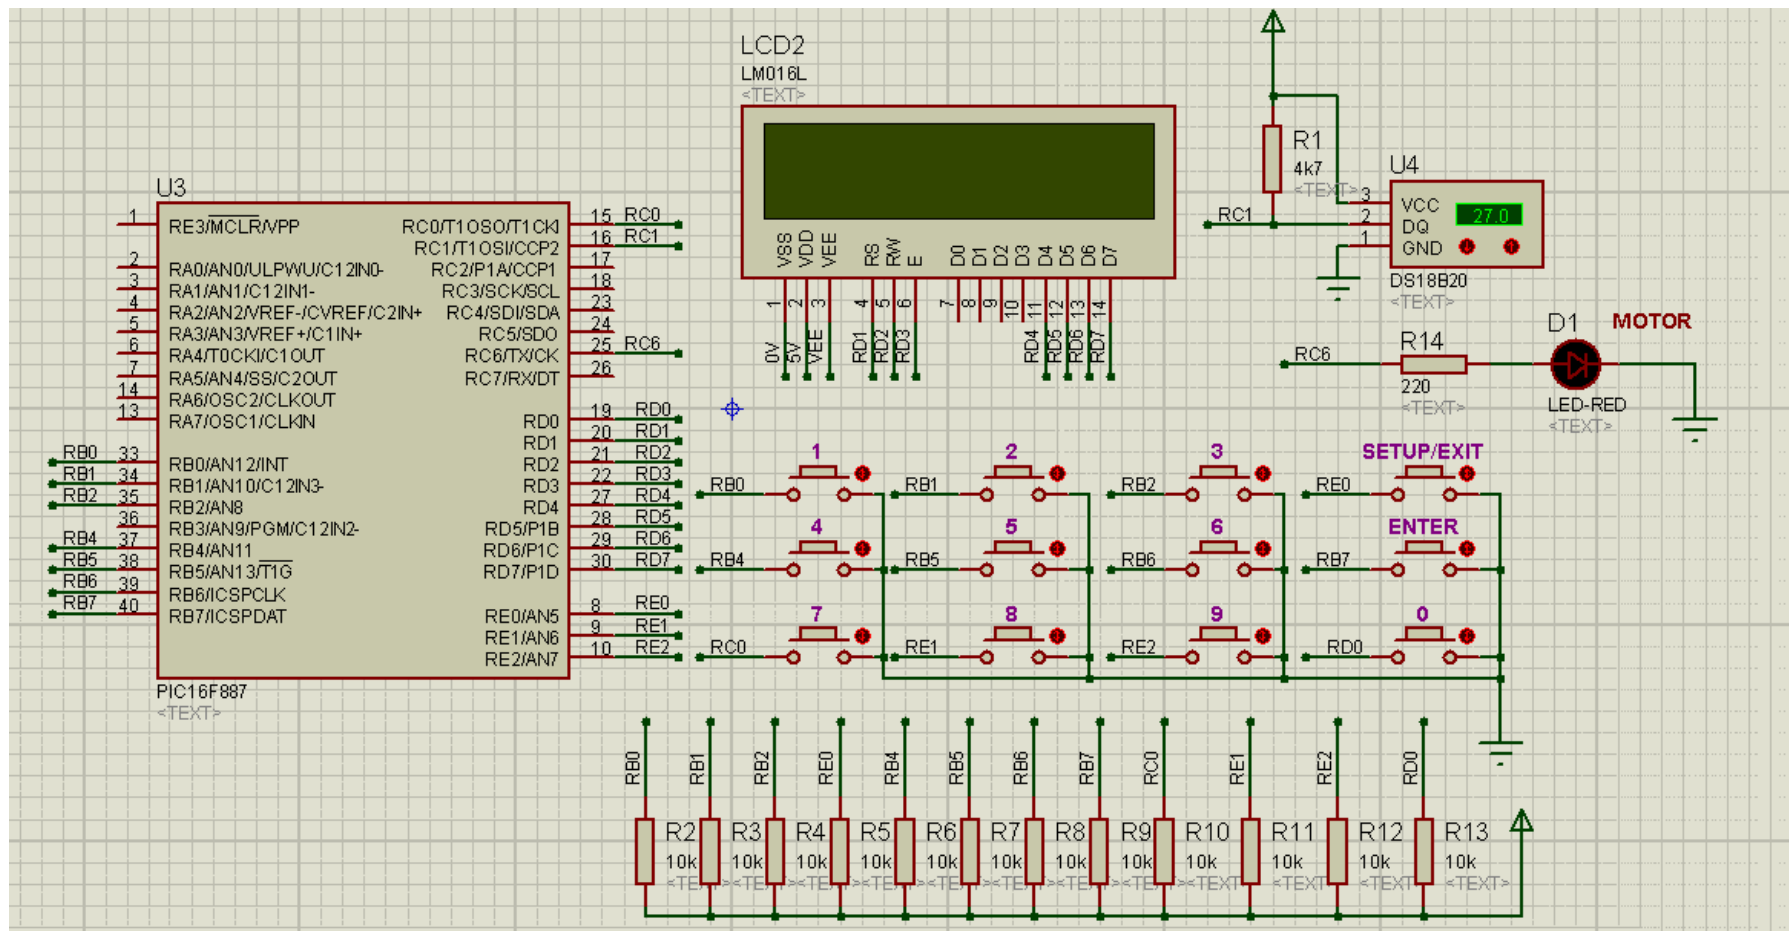 LCD2
LM016L
<TEXT>
VSS
VDD
VEE
RS
RW
E
D0
D1
D2
D3
D4
D5
D6
D7
1
2
3
4
5
6
7
8
9
10
11
12
13
14
0V
5V
VEE
RD1
RD2
RD3
RD4
RD5
RD6
RD7
R1
4k7
<TEXT>
RC1
U4
3 VCC
2 DQ
1 GND
27.0
DS18B20
<TEXT>
D1 MOTOR
RC6
R14
220
<TEXT>
LED-RED
<TEXT>
U3
1 RE3/MCLR/VPP
2 RA0/AN0/ULPWU/C12IN0-
3 RA1/AN1/C12IN1-
4 RA2/AN2/VREF-/CVREF/C2IN+
5 RA3/AN3/VREF+/C1IN+
6 RA4/T0CKI/C1OUT
7 RA5/AN4/SS/C2OUT
14 RA6/OSC2/CLKOUT
13 RA7/OSC1/CLKIN
RB0 33 RB0/AN12/INT
RB1 34 RB1/AN10/C12IN3-
RB2 35 RB2/AN8
36 RB3/AN9/PGM/C12IN2-
RB4 37 RB4/AN11
RB5 38 RB5/AN13/T1G
RB6 39 RB6/ICSPCLK
RB7 40 RB7/ICSPDAT
RC0/T1OSO/T1CKI 15 RC0
RC1/T1OSI/CCP2 16 RC1
RC2/P1A/CCP1 17
RC3/SCK/SCL 18
RC4/SDI/SDA 23
RC5/SDO 24
RC6/TX/CK 25 RC6
RC7/RX/DT 26
RD0 19 RD0
RD1 20 RD1
RD2 21 RD2
RD3 22 RD3
RD4 27 RD4
RD5/P1B 28 RD5
RD6/P1C 29 RD6
RD7/P1D 30 RD7
RE0/AN5 8 RE0
RE1/AN6 9 RE1
RE2/AN7 10 RE2
PIC16F887
<TEXT>
1 2 3 SETUP/EXIT
RB0 RB1 RB2 RE0
4 5 6 ENTER
RB4 RB5 RB6 RB7
7 8 9 0
RC0 RE1 RE2 RD0
RB0
RB1
RB2
RE0
RB4
RB5
RB6
RB7
RC0
RE1
RE2
RD0
R2 R3 R4 R5 R6 R7 R8 R9 R10 R11 R12 R13
10k 10k 10k 10k 10k 10k 10k 10k 10k 10k 10k 10k
<TEXT> <TEXT> <TEXT> <TEXT> <TEXT> <TEXT> <TEXT> <TEXT> <TEXT> <TEXT> <TEXT> <TEXT>